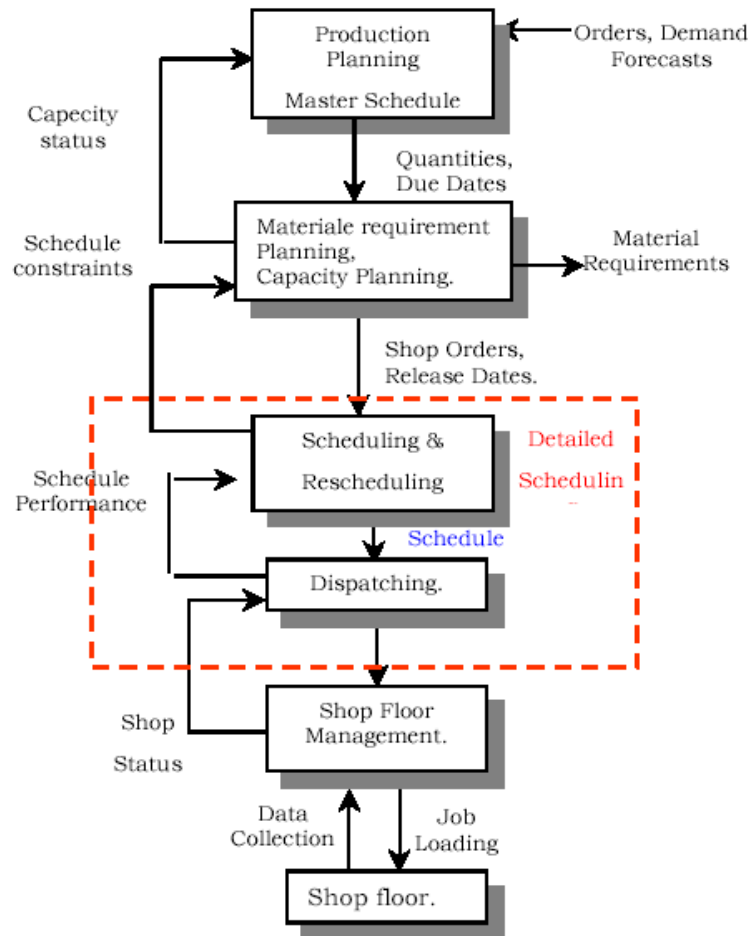 Production
Planning
Master Schedule
Orders, Demand
Forecasts
Capecity
status
Quantities,
Due Dates
Materiale requirement
Planning,
Capacity Planning.
Schedule
constraints
Material
Requirements
Shop Orders,
Release Dates.
Scheduling &
Rescheduling
Detailed
Schedulin
Schedule
Performance
Schedule
Dispatching.
Shop Floor
Management.
Shop
Status
Data
Collection
Job
Loading
Shop floor.